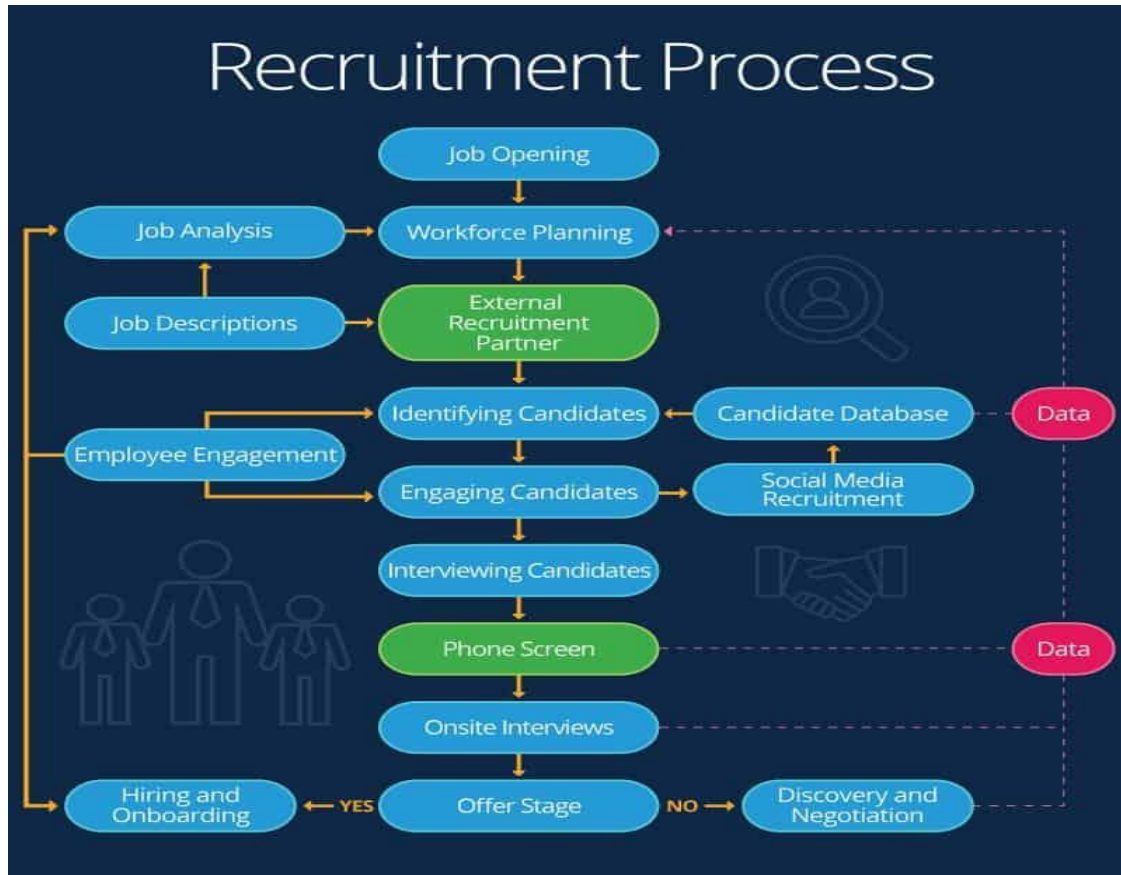 Recruitment Process
Job Opening
Job Analysis
Workforce Planning
Job Descriptions
External
Recruitment
Partner
Identifying Candidates
Candidate Database
Data
Employee Engagement
Engaging Candidates
Social Media
Recruitment
Interviewing Candidates
Phone Screen
Data
Onsite Interviews
Hiring and
Onboarding
YES
Offer Stage
NO
Discovery and
Negotiation